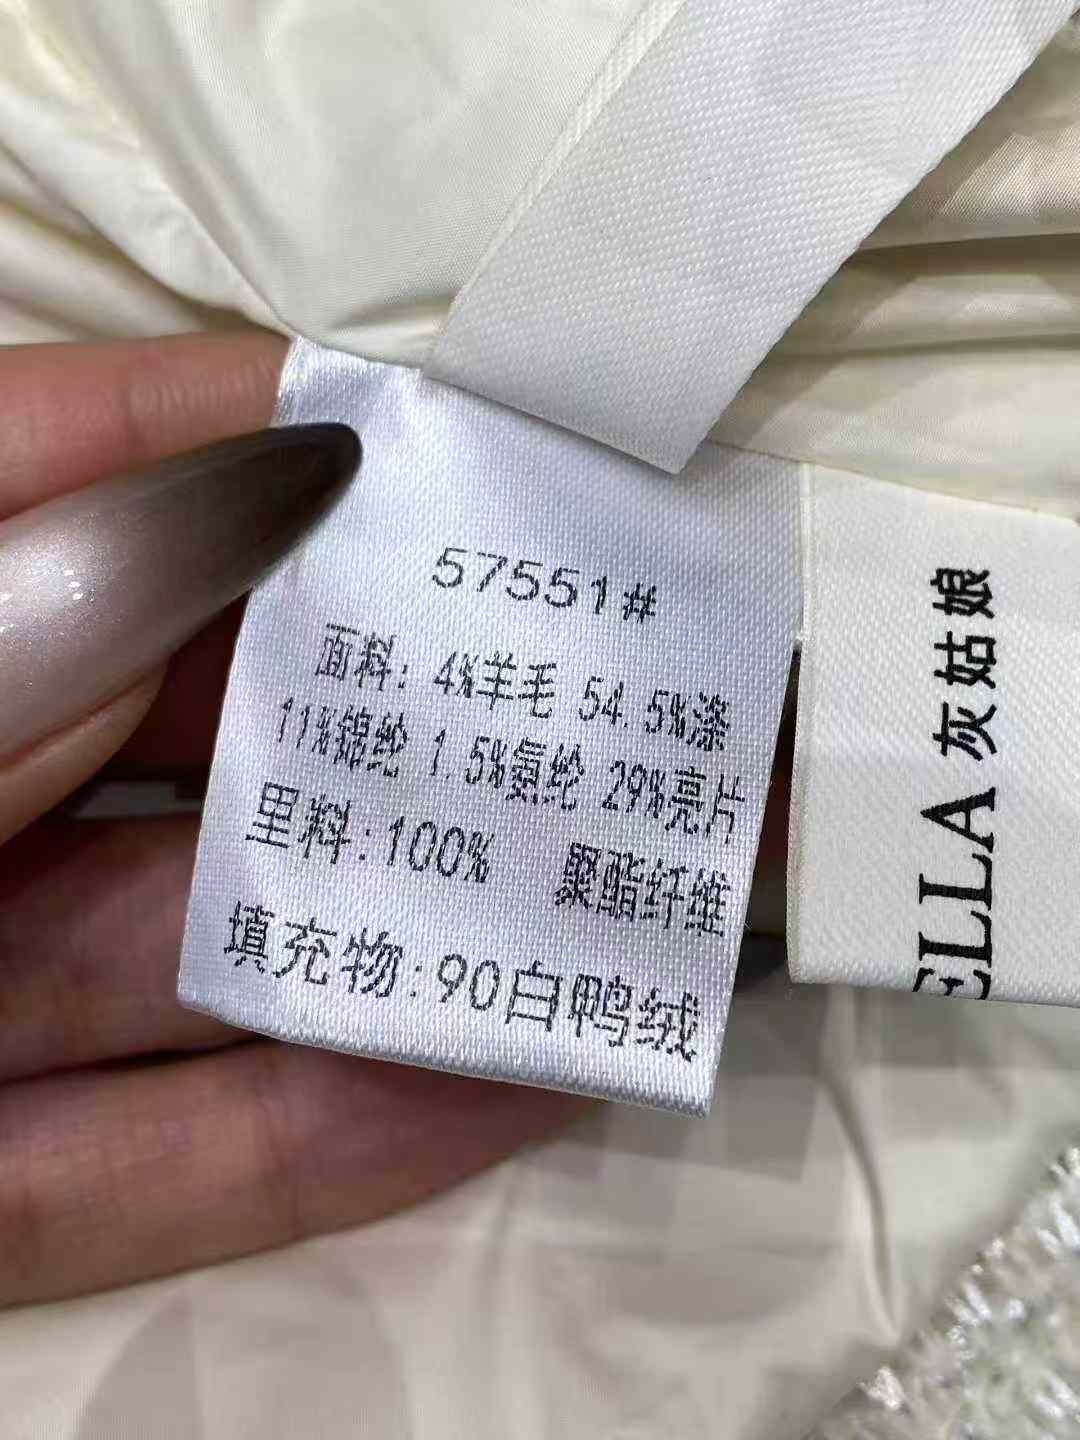 57551#
面料: 4%羊毛 54.5%涤
11%锦纶 1.5%氨纶 29%亮片
里料:100% 聚酯纤维
填充物:90白鸭绒
ELLA 灰姑娘